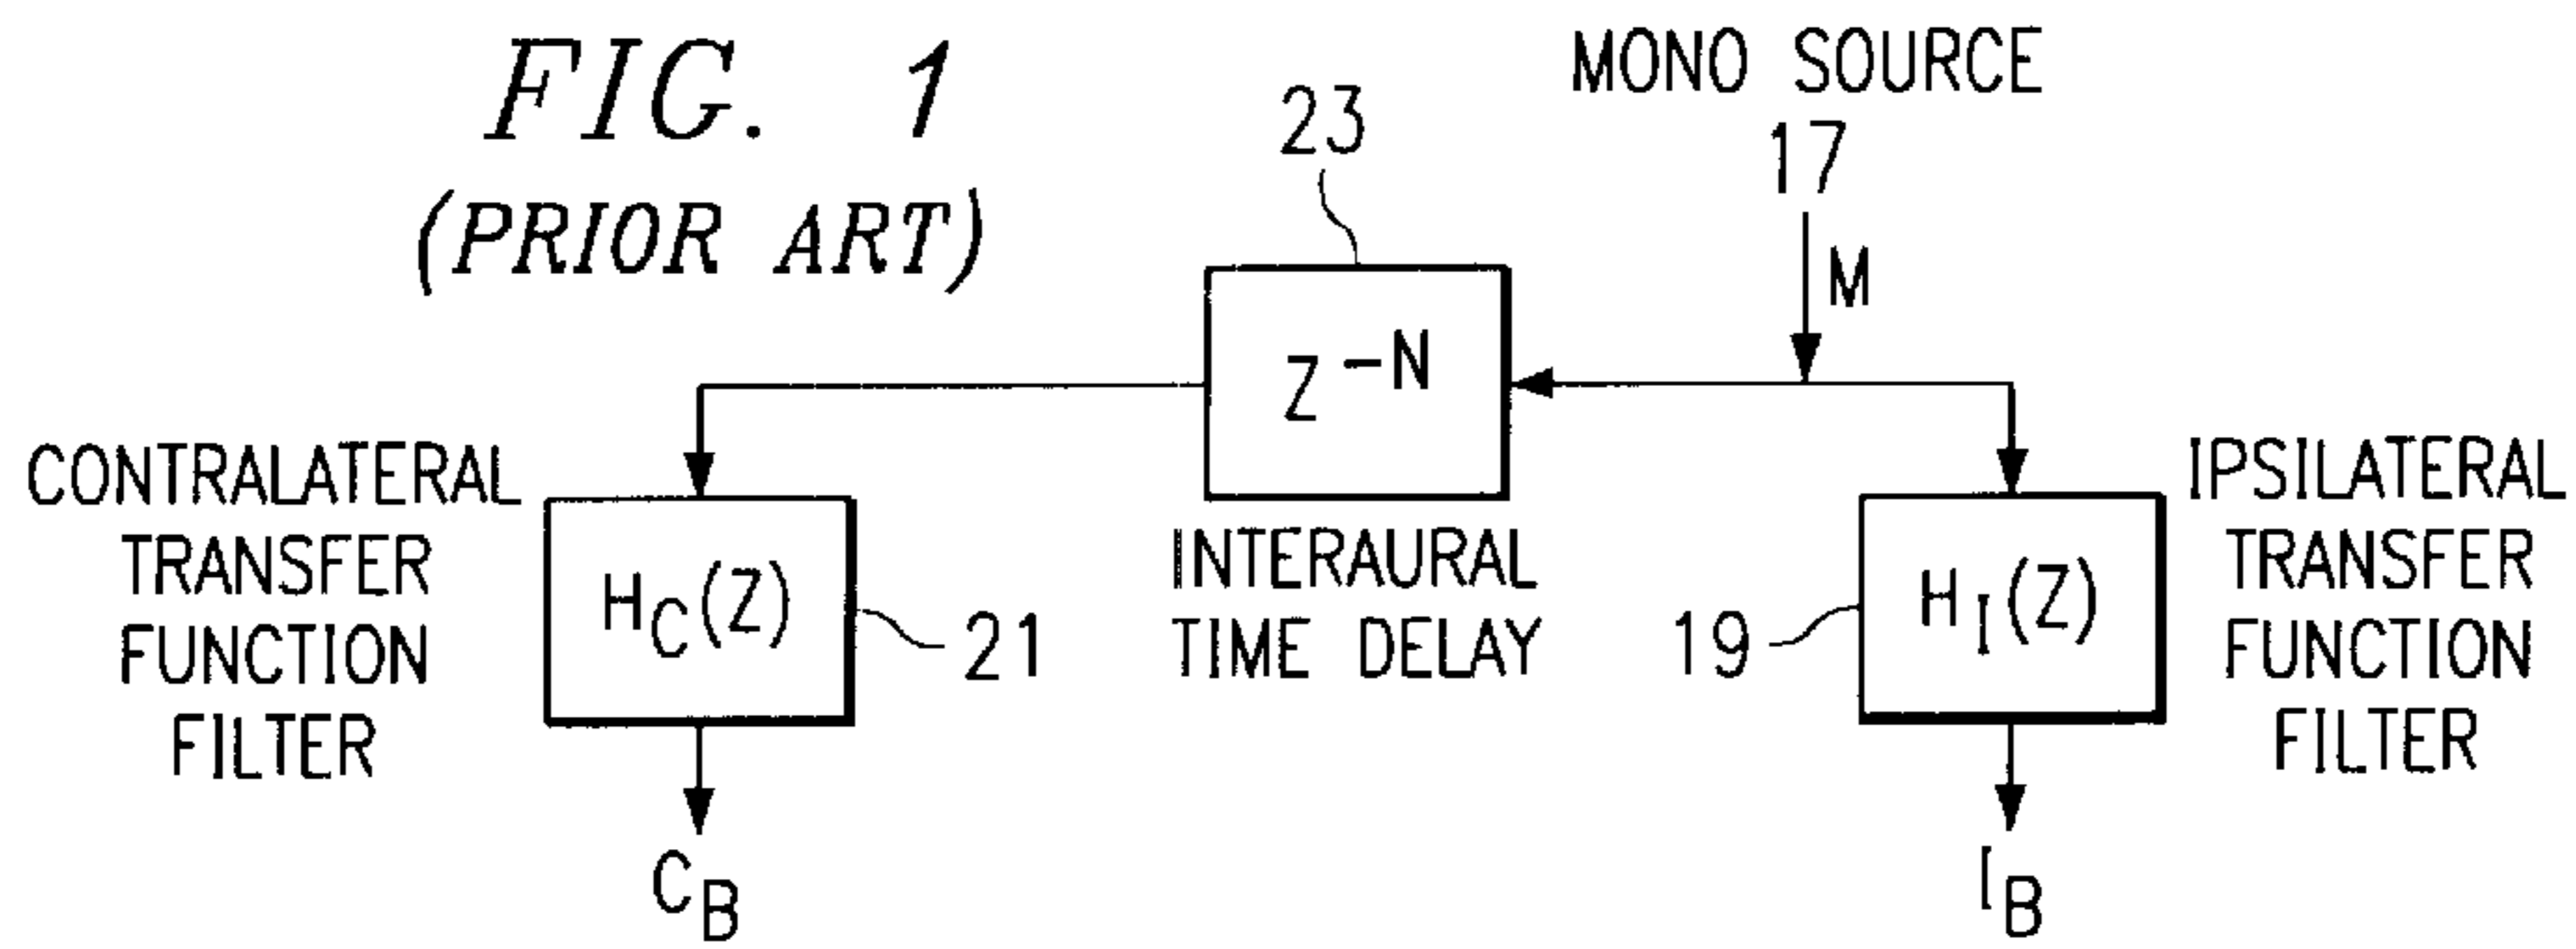 FIG. 1
(PRIOR ART)
MONO SOURCE
17
M
23
Z^-N
INTERAURAL
TIME DELAY
CONTRALATERAL
TRANSFER
FUNCTION
FILTER
H_C(Z)
21
C_B
19
H_I(Z)
IPSILATERAL
TRANSFER
FUNCTION
FILTER
I_B